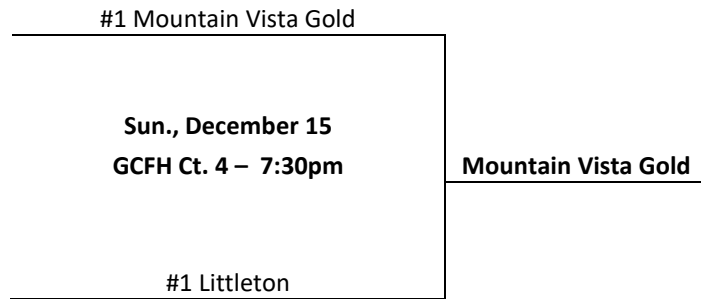 #1 Mountain Vista Gold
Sun., December 15
GCFH Ct. 4 – 7:30pm
Mountain Vista Gold
#1 Littleton